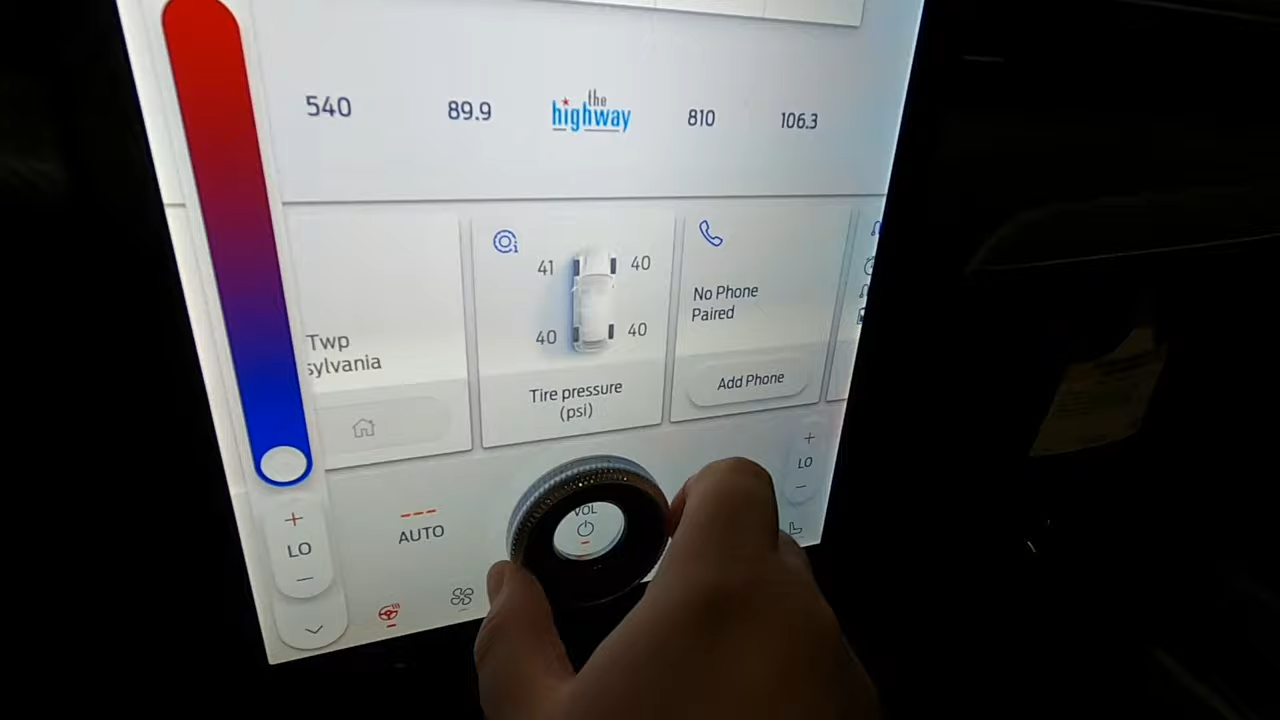 540
89.9
the
highway
810
106.3
Twp
sylvania
41
40
40
40
Tire pressure
(psi)
No Phone
Paired
Add Phone
+
LO
-
+
LO
-
AUTO
VOL